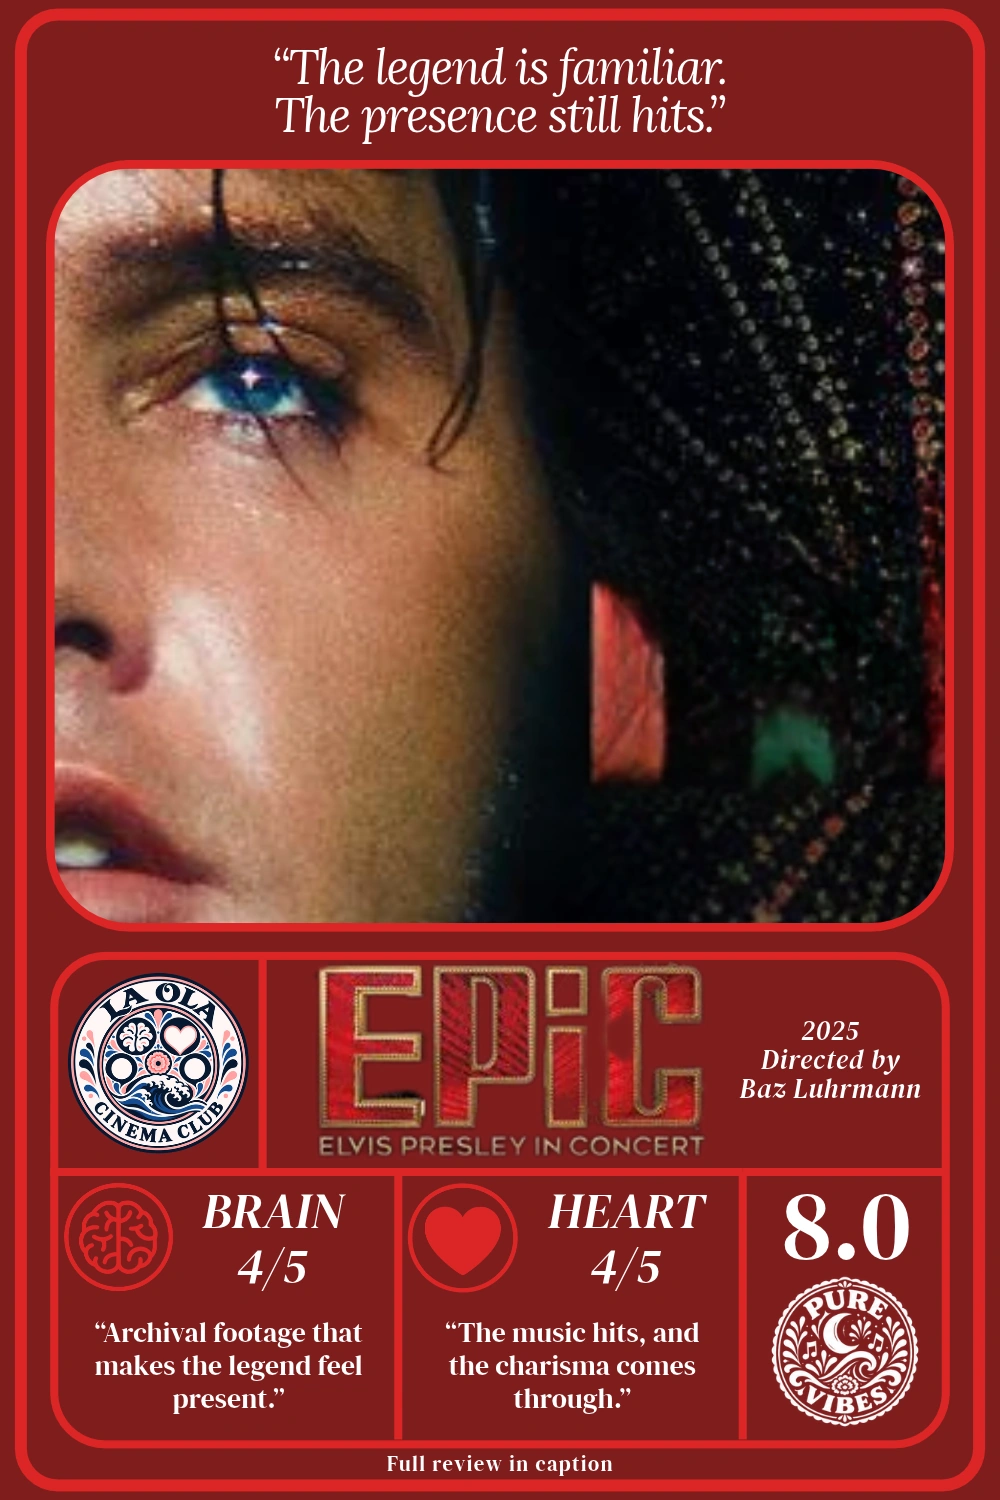 “The legend is familiar.
The presence still hits.”
LA OLA
CINEMA CLUB
EPiC
ELVIS PRESLEY IN CONCERT
2025
Directed by
Baz Luhrmann
BRAIN
4/5
“Archival footage that
makes the legend feel
present.”
HEART
4/5
“The music hits, and
the charisma comes
through.”
8.0
PURE
VIBES
Full review in caption